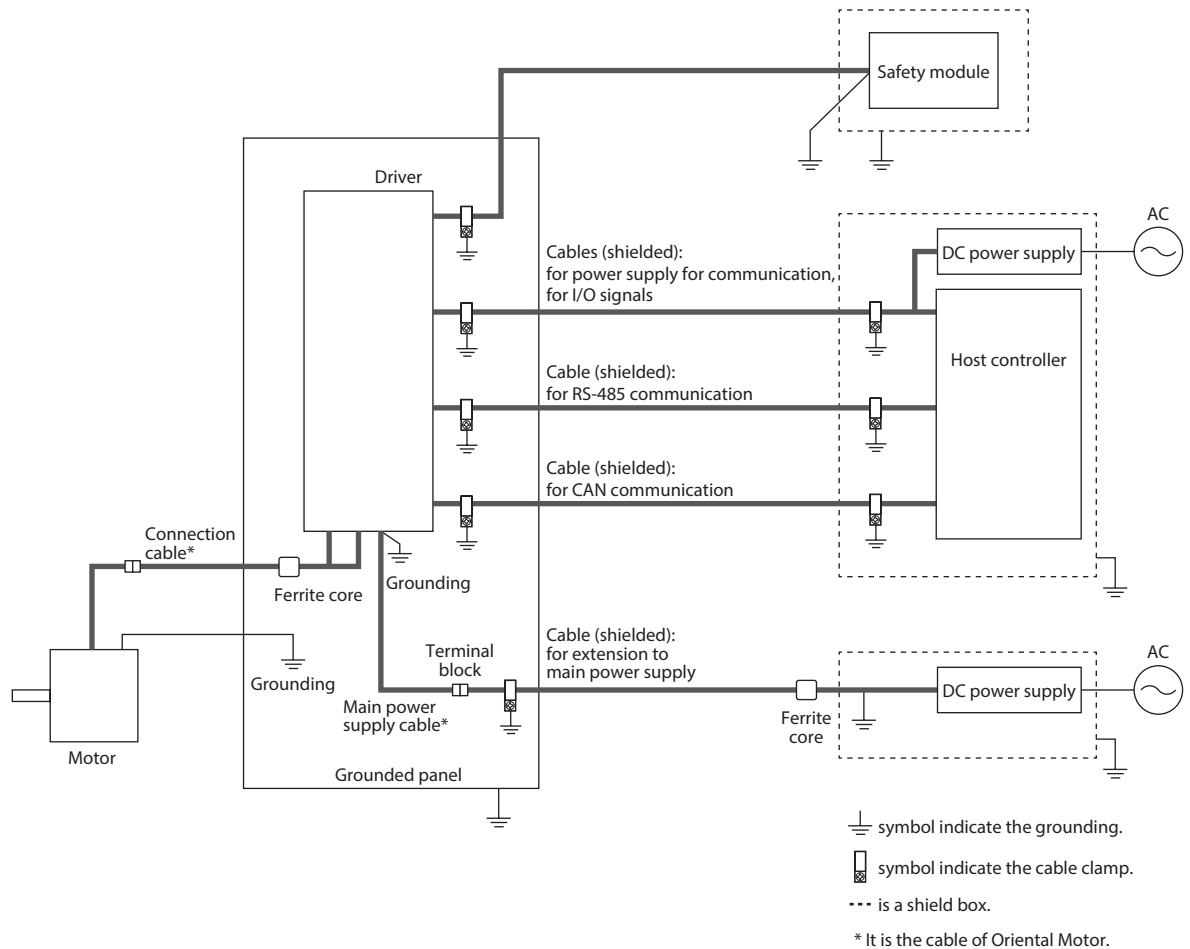 Safety module
Driver
AC
Cables (shielded):
for power supply for communication,
for I/O signals
DC power supply
Host controller
Cable (shielded):
for RS-485 communication
Cable (shielded):
for CAN communication
Connection
cable*
Ferrite core
Grounding
Grounding
Terminal
block
Cable (shielded):
for extension to
main power supply
AC
DC power supply
Main power
supply cable*
Ferrite
core
Motor
Grounded panel
symbol indicate the grounding.
symbol indicate the cable clamp.
is a shield box.
* It is the cable of Oriental Motor.